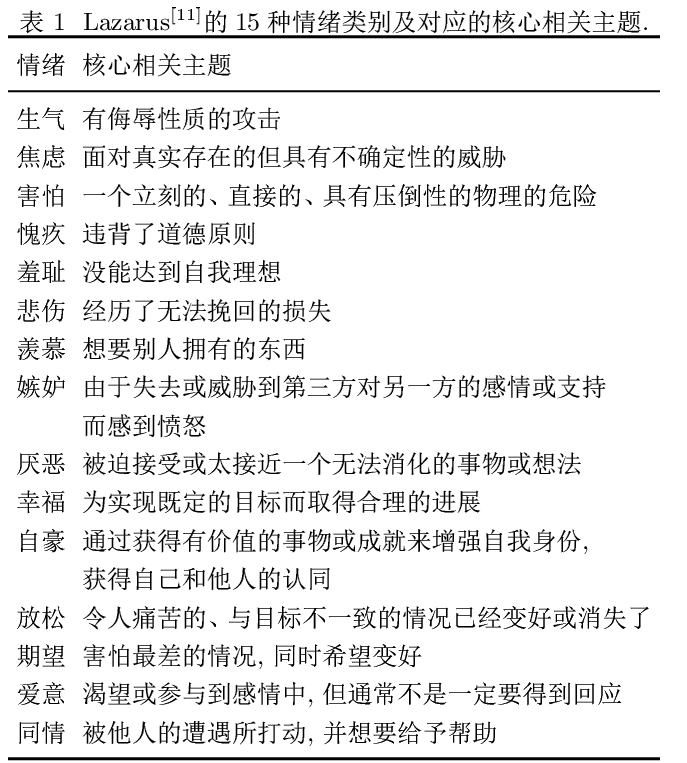 表 1 Lazarus[11]的 15 种情绪类别及对应的核心相关主题.
情绪 核心相关主题
生气 有侮辱性质的攻击
焦虑 面对真实存在的但具有不确定性的威胁
害怕 一个立刻的、直接的、具有压倒性的物理的危险
愧疚 违背了道德原则
羞耻 没能达到自我理想
悲伤 经历了无法挽回的损失
羡慕 想要别人拥有的东西
嫉妒 由于失去或威胁到第三方对另一方的感情或支持
而感到愤怒
厌恶 被迫接受或太接近一个无法消化的事物或想法
幸福 为实现既定的目标而取得合理的进展
自豪 通过获得有价值的事物或成就来增强自我身份,
获得自己和他人的认同
放松 令人痛苦的、与目标不一致的情况已经变好或消失了
期望 害怕最差的情况, 同时希望变好
爱意 渴望或参与到感情中, 但通常不是一定要得到回应
同情 被他人的遭遇所打动, 并想要给予帮助